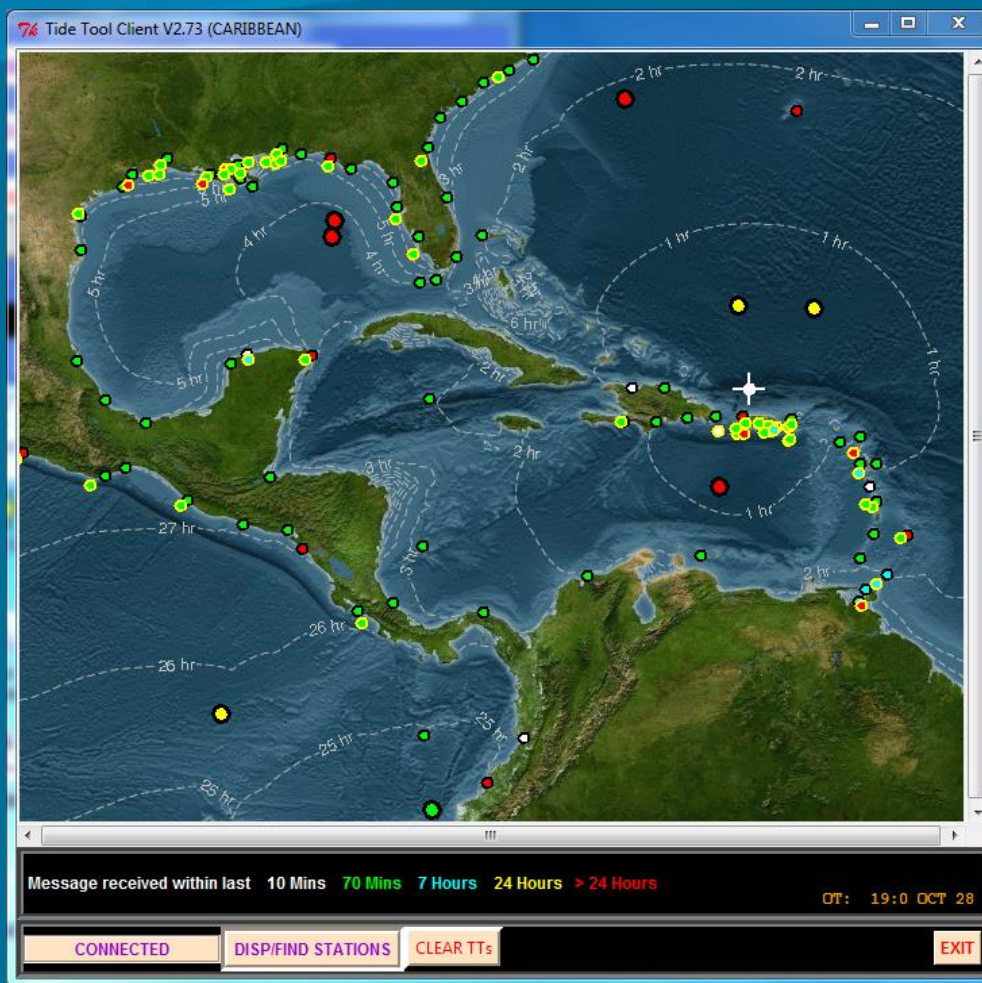 Tide Tool Client V2.73 (CARIBBEAN)
2 hr
2 hr
2 hr
3 hr
1 hr
1 hr
5 hr
4 hr
5 hr
4 hr
5 hr
6 hr
1 hr
5 hr
2 hr
2 hr
3 hr
1 hr
27 hr
3 hr
2 hr
26 hr
26 hr
25 hr
25 hr
25 hr
Message received within last 10 Mins 70 Mins 7 Hours 24 Hours > 24 Hours
OT: 19:0 OCT 28
CONNECTED DISP/FIND STATIONS CLEAR TTs EXIT